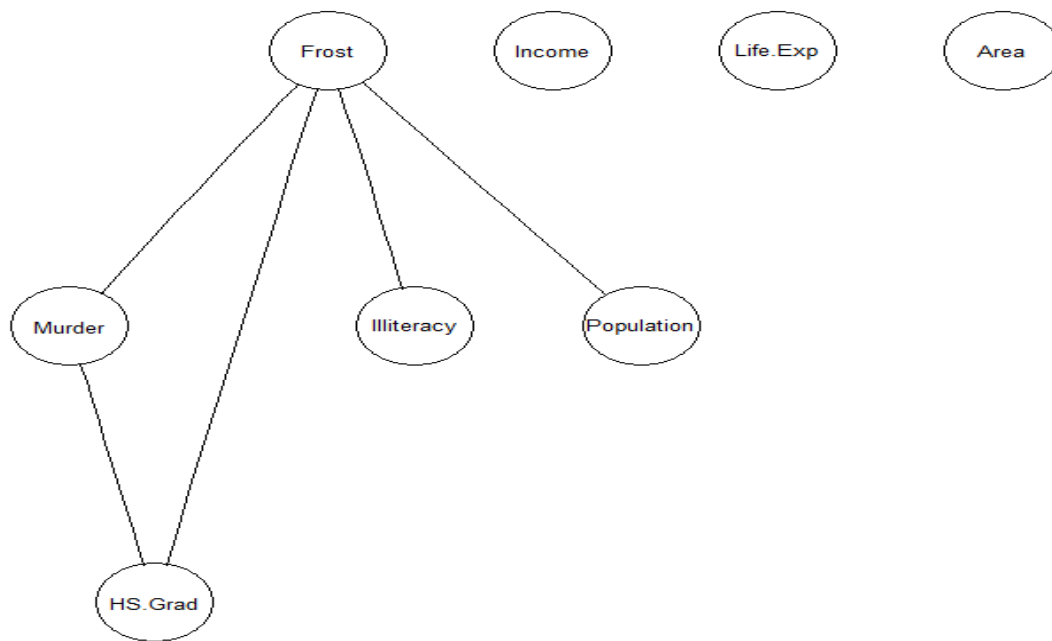 Frost
Income
Life.Exp
Area
Murder
Illiteracy
Population
HS.Grad